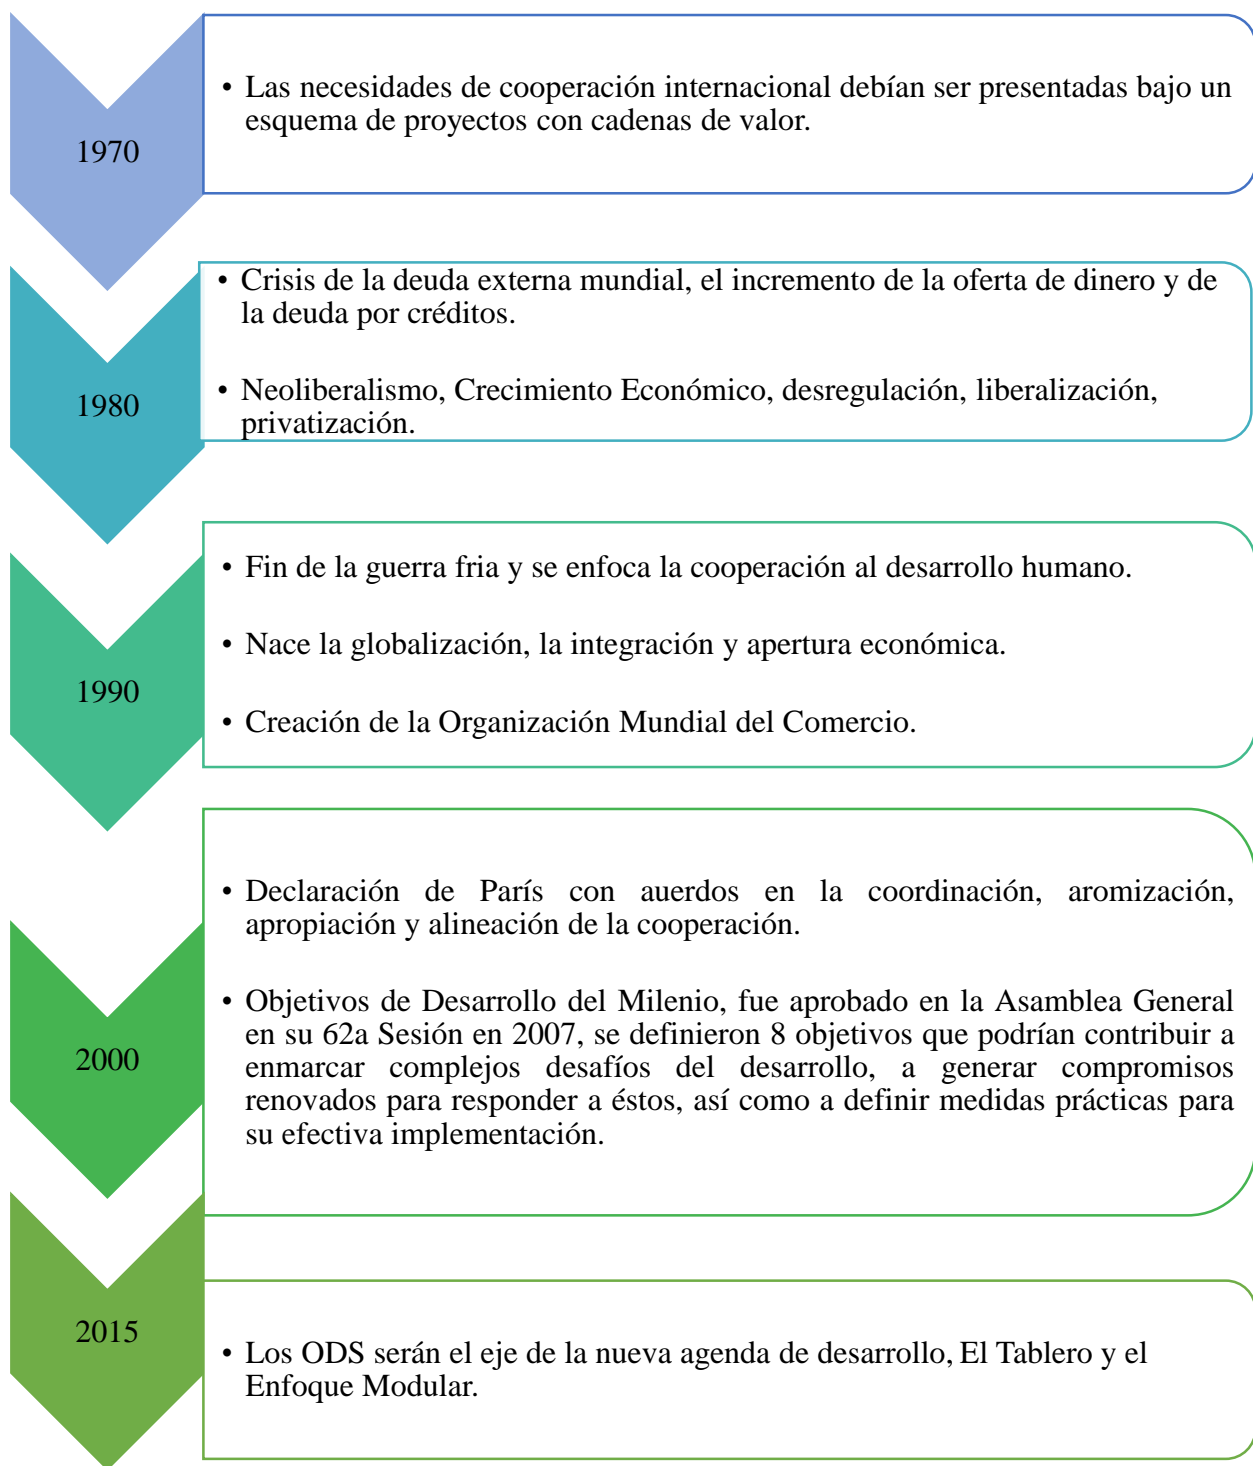 1970
• Las necesidades de cooperación internacional debían ser presentadas bajo un
esquema de proyectos con cadenas de valor.
1980
• Crisis de la deuda externa mundial, el incremento de la oferta de dinero y de
la deuda por créditos.
• Neoliberalismo, Crecimiento Económico, desregulación, liberalización,
privatización.
1990
• Fin de la guerra fria y se enfoca la cooperación al desarrollo humano.
• Nace la globalización, la integración y apertura económica.
• Creación de la Organización Mundial del Comercio.
2000
• Declaración de París con auerdos en la coordinación, aromización,
apropiación y alineación de la cooperación.
• Objetivos de Desarrollo del Milenio, fue aprobado en la Asamblea General
en su 62a Sesión en 2007, se definieron 8 objetivos que podrían contribuir a
enmarcar complejos desafíos del desarrollo, a generar compromisos
renovados para responder a éstos, así como a definir medidas prácticas para
su efectiva implementación.
2015
• Los ODS serán el eje de la nueva agenda de desarrollo, El Tablero y el
Enfoque Modular.